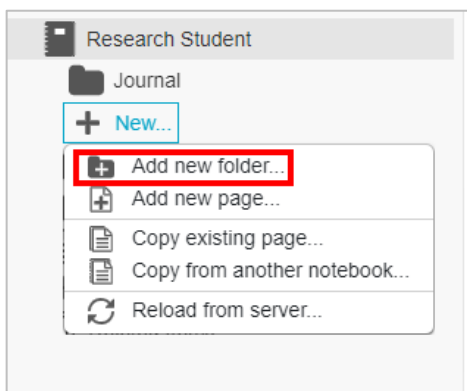 Research Student
Journal
New...
Add new folder...
Add new page...
Copy existing page...
Copy from another notebook...
Reload from server...